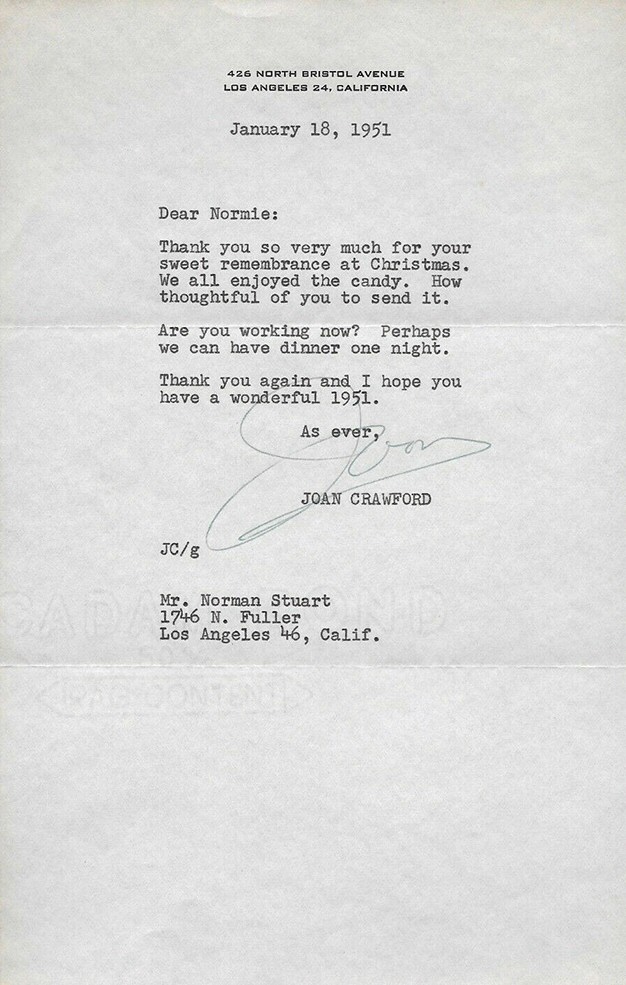 426 NORTH BRISTOL AVENUE
LOS ANGELES 24, CALIFORNIA
January 18, 1951
Dear Normie:
Thank you so very much for your
sweet remembrance at Christmas.
We all enjoyed the candy.  How
thoughtful of you to send it.
Are you working now?  Perhaps
we can have dinner one night.
Thank you again and I hope you
have a wonderful 1951.
As ever,
Joan
JOAN CRAWFORD
JC/g
Mr. Norman Stuart
1746 N. Fuller
Los Angeles 46, Calif.